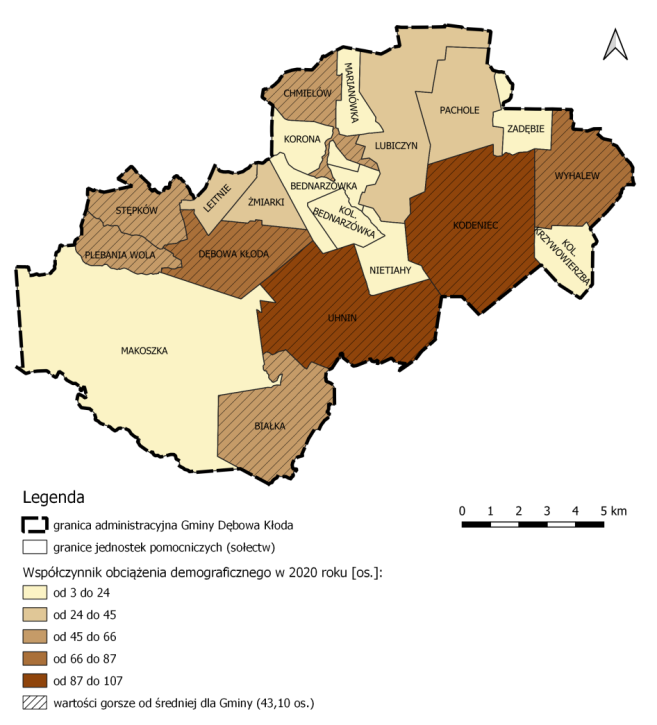 MARIANÓWKA
CHMIELÓW
PACHOLE
ZADĘBIE
KORONA
LUBICZYN
WYHALEW
BEDNARZÓWKA
LEITNIE
ŻMIARKI
STĘPKÓW
KOL.
BEDNARZÓWKA
KODENIEC
KOL.
KRZYWOWIERZBA
PLEBANIA WOLA
DĘBOWA KŁODA
NIETIAHY
UHNIN
MAKOSZKA
BIAŁKA
Legenda
granica administracyjna Gminy Dębowa Kłoda
granice jednostek pomocniczych (sołectw)
0 1 2 3 4 5 km
Współczynnik obciążenia demograficznego w 2020 roku [os.]:
od 3 do 24
od 24 do 45
od 45 do 66
od 66 do 87
od 87 do 107
wartości gorsze od średniej dla Gminy (43,10 os.)